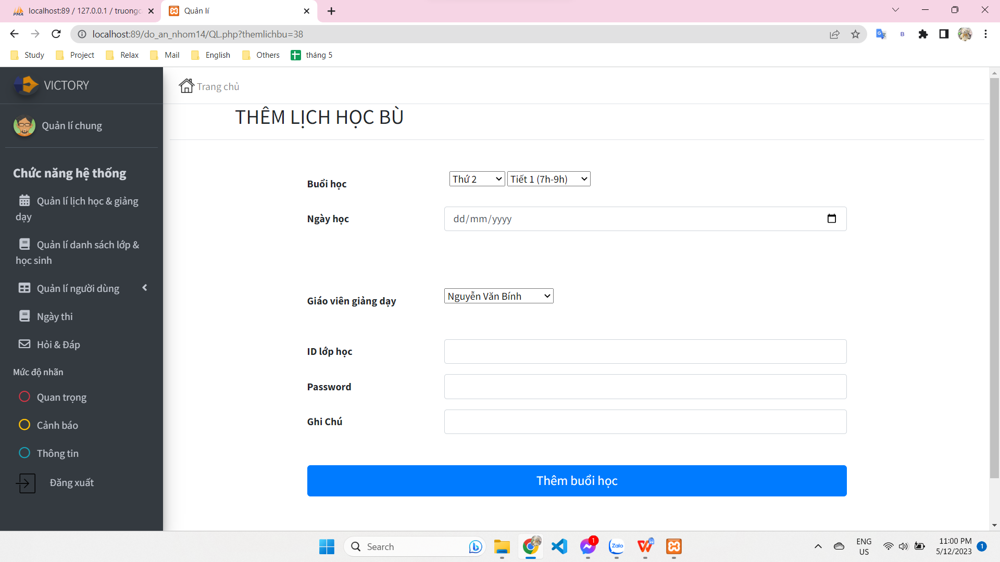 localhost:89 / 127.0.0.1 / truongc
Quản lí
localhost:89/do_an_nhom14/QL.php?themlichbu=38
Study
Project
Relax
Mail
English
Others
tháng 5
VICTORY
Trang chủ
Quản lí chung
THÊM LỊCH HỌC BÙ
Chức năng hệ thống
Quản lí lịch học & giảng
dạy
Quản lí danh sách lớp &
học sinh
Quản lí người dùng
Ngày thi
Hỏi & Đáp
Mức độ nhãn
Quan trọng
Cảnh báo
Thông tin
Đăng xuất
Buổi học
Thứ 2
Tiết 1 (7h-9h)
Ngày học
dd/mm/yyyy
Giáo viên giảng dạy
Nguyễn Văn Bính
ID lớp học
Password
Ghi Chú
Thêm buổi học
Search
1
Zalo
ENG
US
11:00 PM
5/12/2023
1